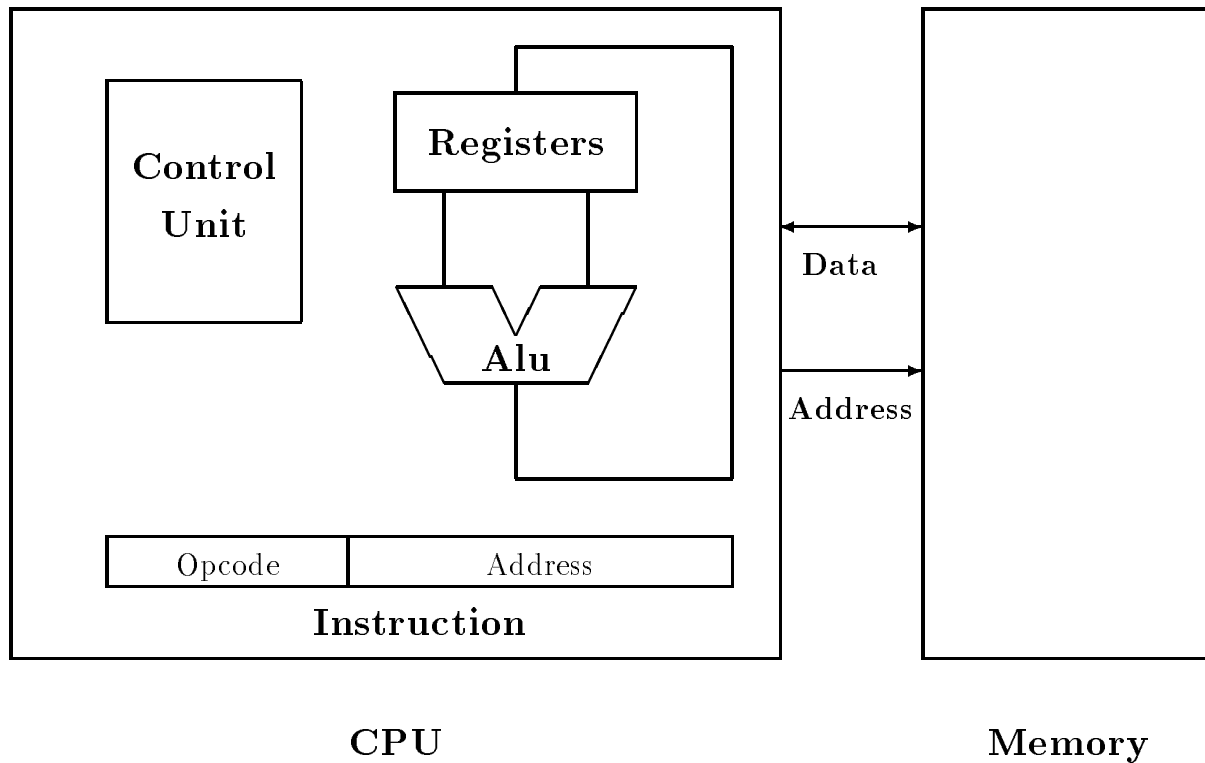 Control
Unit
Registers
Alu
Data
Address
Opcode Address
Instruction
CPU
Memory